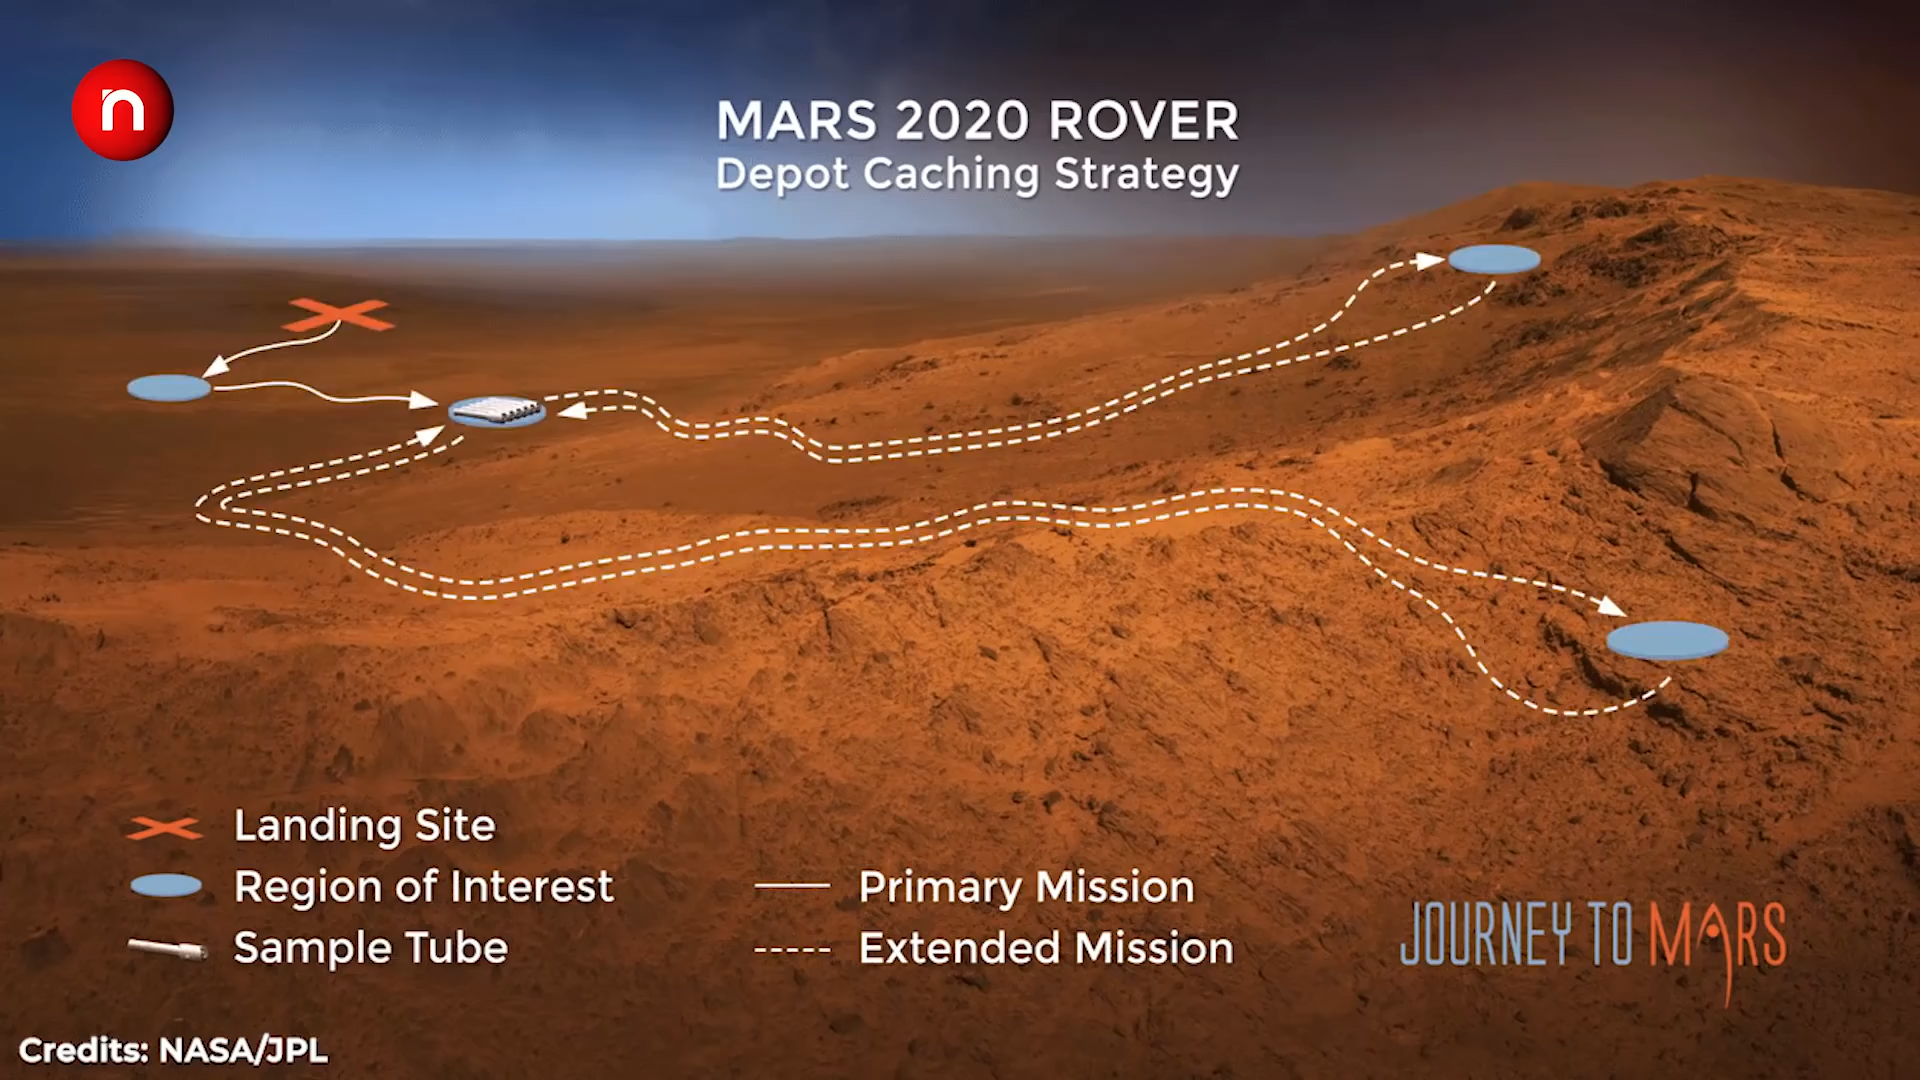 n
MARS 2020 ROVER
Depot Caching Strategy
Landing Site
Region of Interest
Sample Tube
Primary Mission
Extended Mission
JOURNEY TO MARS
Credits: NASA/JPL